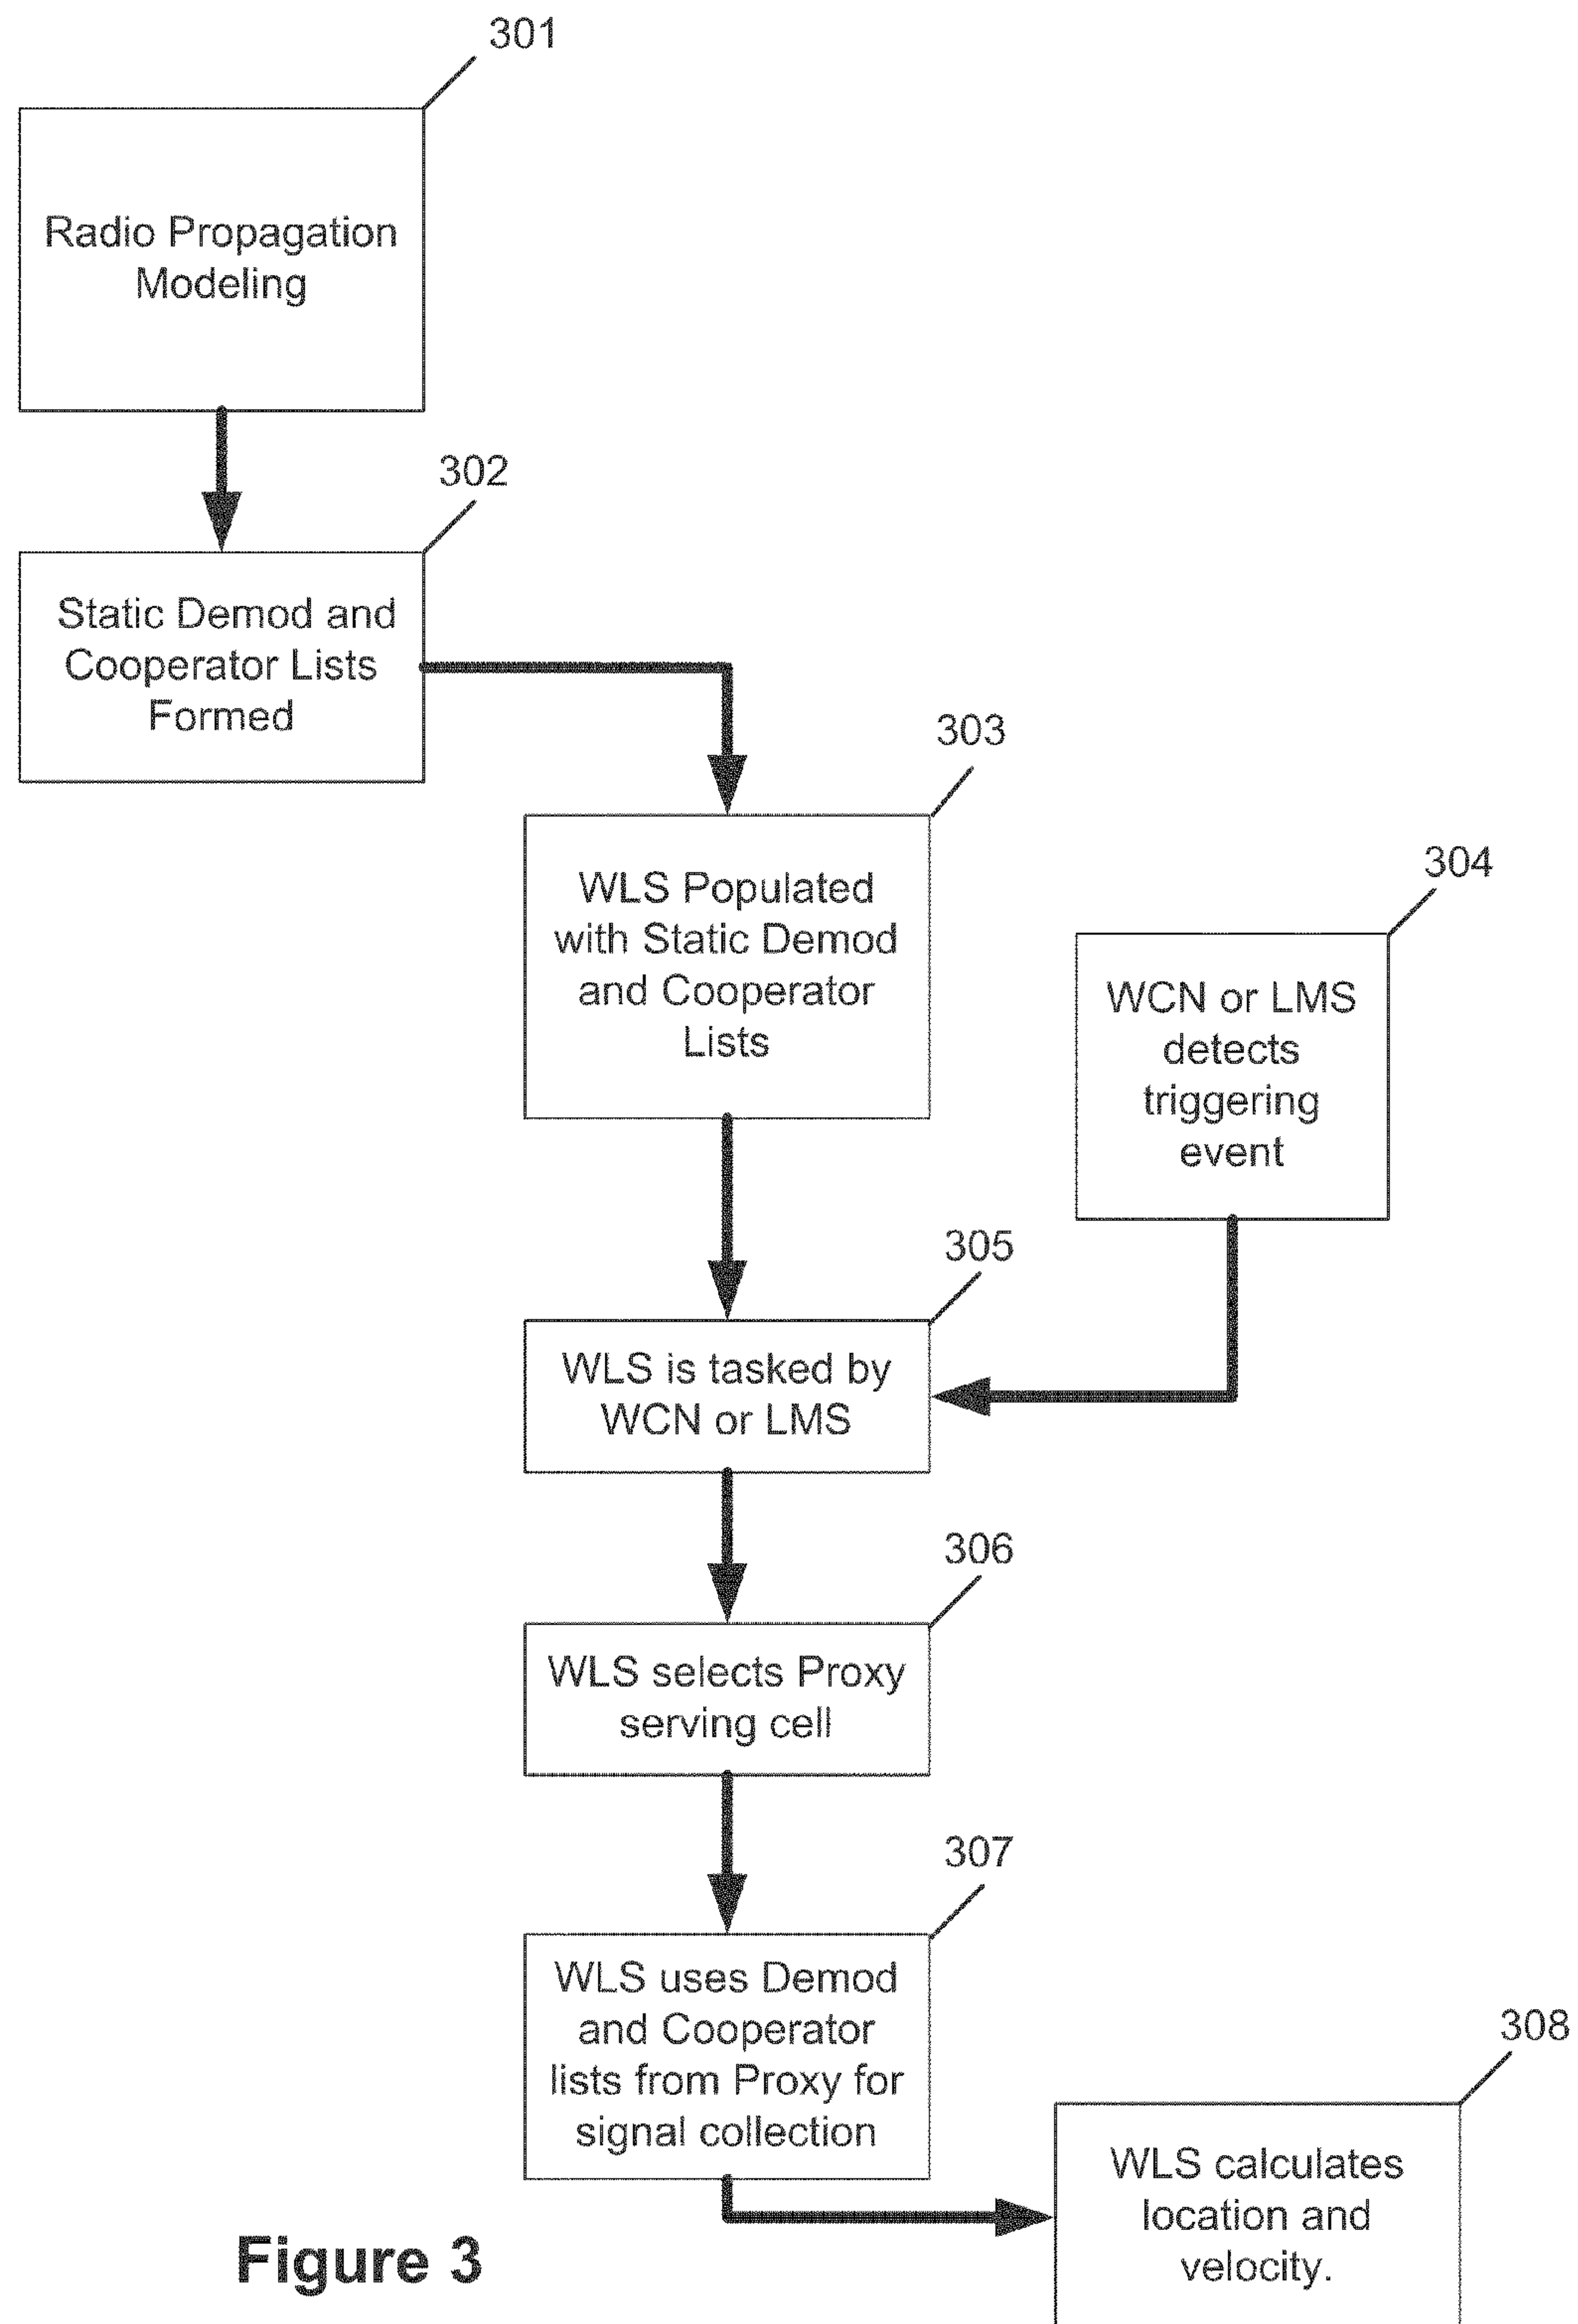 301
Radio Propagation
Modeling
302
Static Demod and
Cooperator Lists
Formed
303
WLS Populated
with Static Demod
and Cooperator
Lists
304
WCN or LMS
detects
triggering
event
305
WLS is tasked by
WCN or LMS
306
WLS selects Proxy
serving cell
307
WLS uses Demod
and Cooperator
lists from Proxy for
signal collection
308
WLS calculates
location and
velocity.
Figure 3